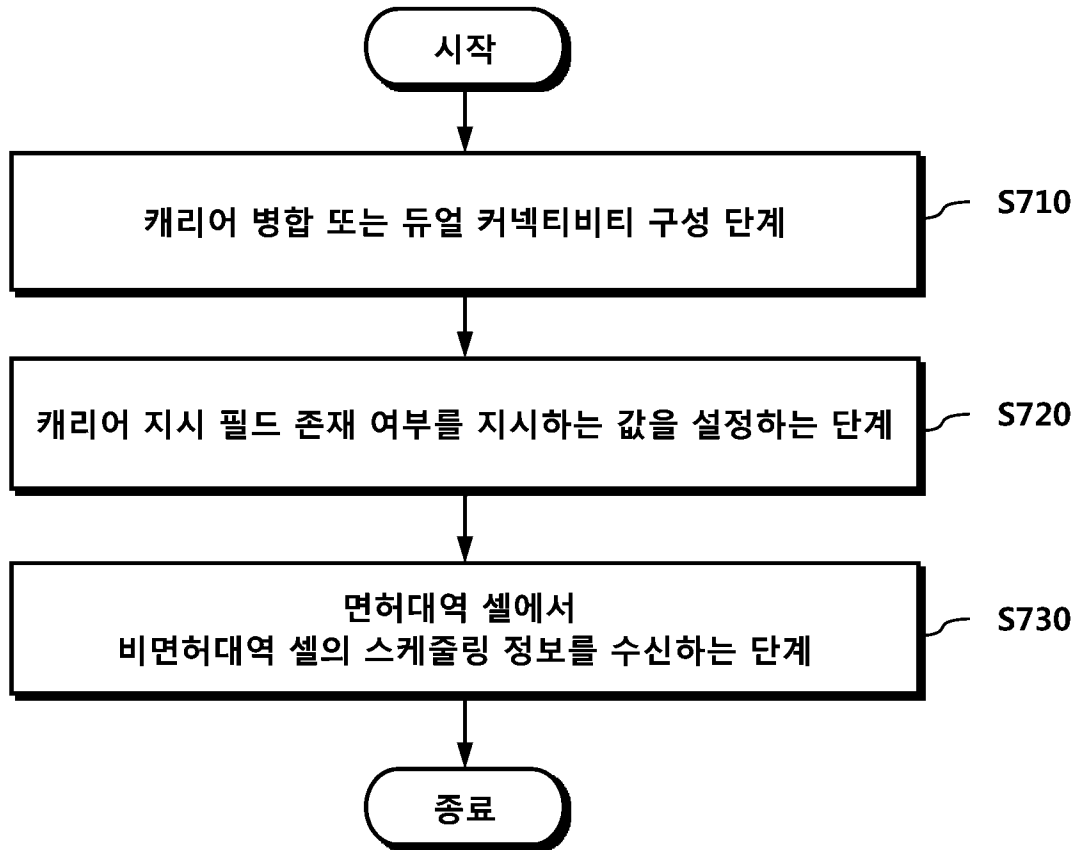 시작
캐리어 병합 또는 듀얼 커넥티비티 구성 단계
S710
캐리어 지시 필드 존재 여부를 지시하는 값을 설정하는 단계
S720
면허대역 셀에서
비면허대역 셀의 스케줄링 정보를 수신하는 단계
S730
종료